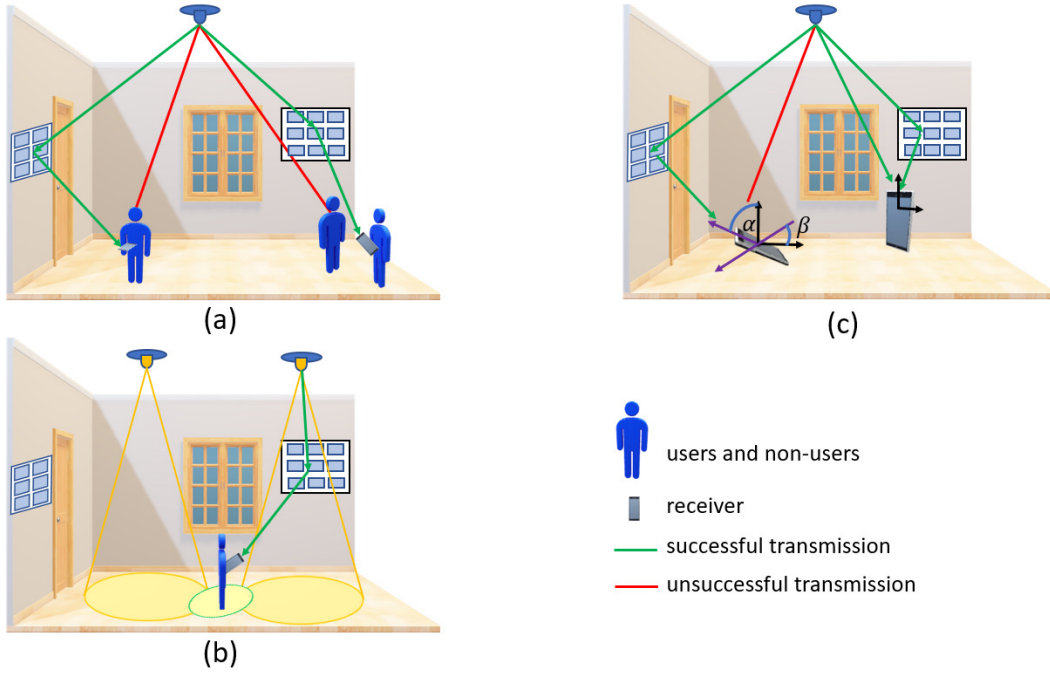 (a)
(c)
α
β
(b)
users and non-users
receiver
successful transmission
unsuccessful transmission